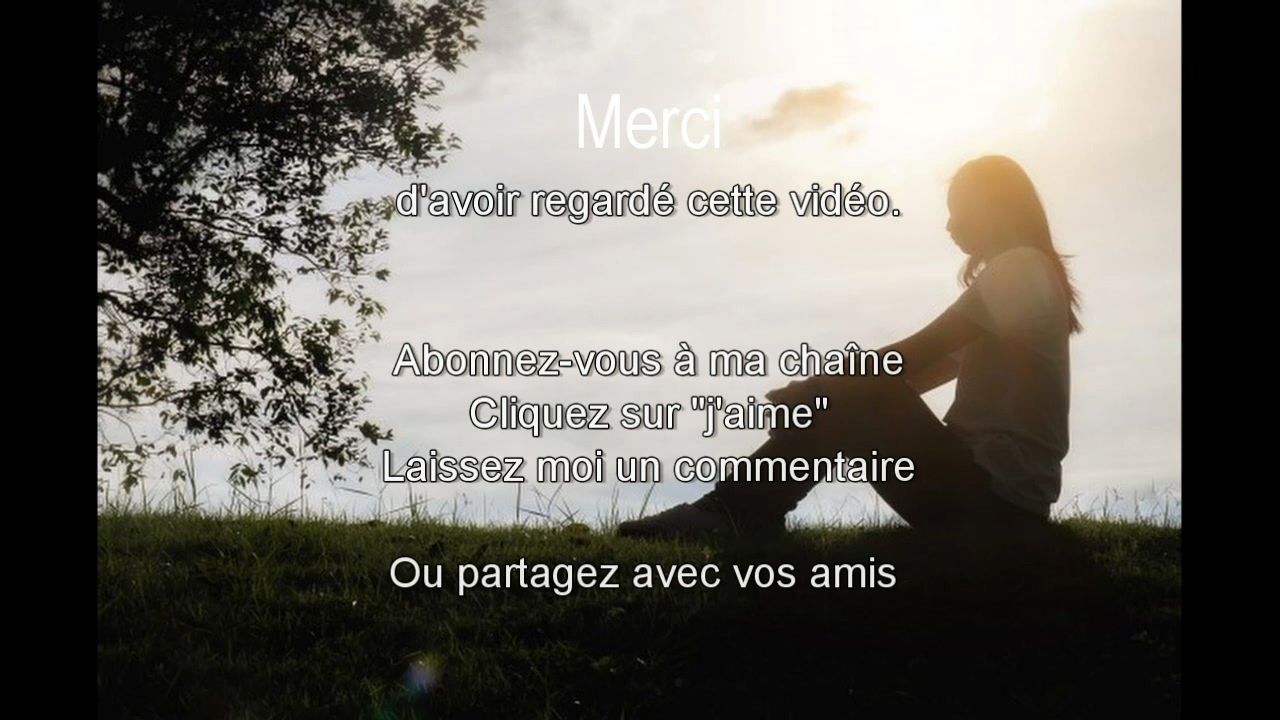 Merci
d'avoir regardé cette vidéo.
Abonnez-vous à ma chaîne
Cliquez sur "j'aime"
Laissez moi un commentaire
Ou partagez avec vos amis